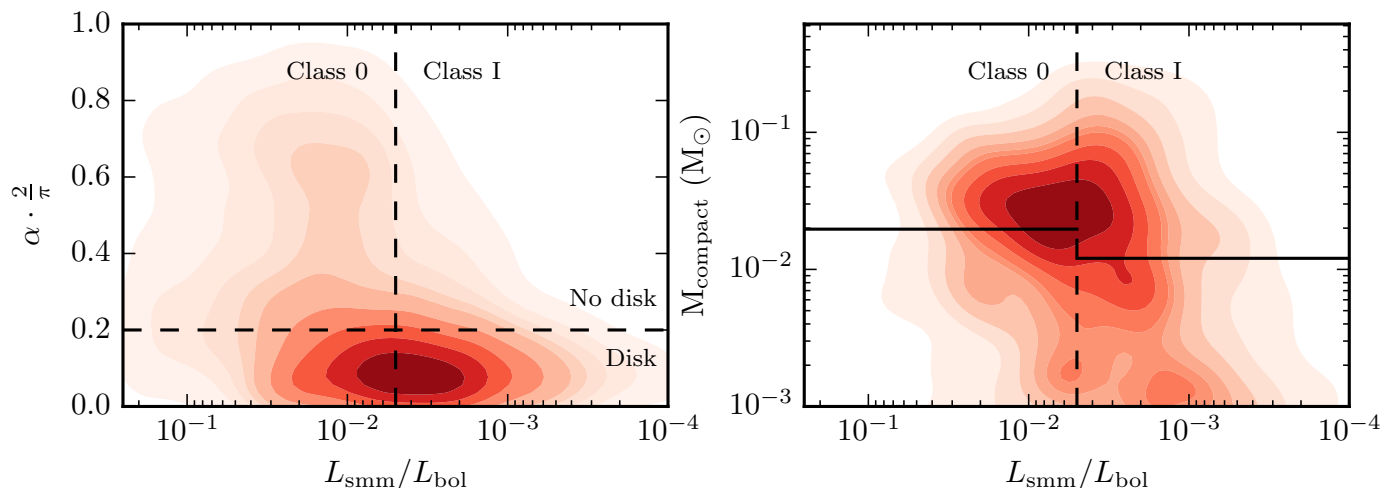 1.0
0.8
0.6
0.4
0.2
0.0
α · 2/π
Class 0
Class I
No disk
Disk
10⁻¹
10⁻²
10⁻³
10⁻⁴
L_smm/L_bol
M_compact (M_⊙)
10⁻¹
10⁻²
10⁻³
Class 0
Class I
10⁻¹
10⁻²
10⁻³
10⁻⁴
L_smm/L_bol